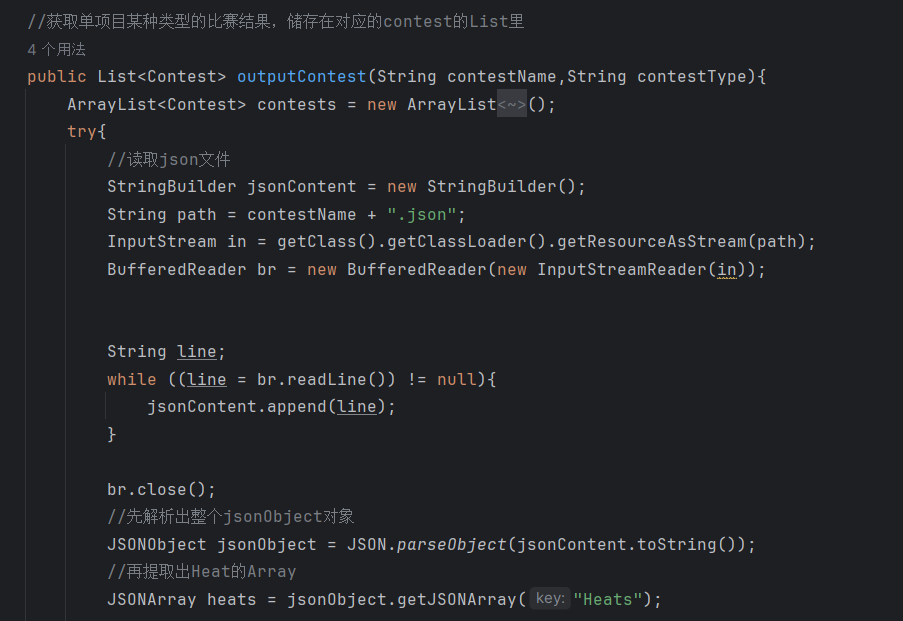 //获取单项目某种类型的比赛结果，储存在对应的contest的List里
4 个用法
public List<Contest> outputContest(String contestName,String contestType){
ArrayList<Contest> contests = new ArrayList<~>();
try{
//读取json文件
StringBuilder jsonContent = new StringBuilder();
String path = contestName + ".json";
InputStream in = getClass().getClassLoader().getResourceAsStream(path);
BufferedReader br = new BufferedReader(new InputStreamReader(in));
String line;
while ((line = br.readLine()) != null){
jsonContent.append(line);
}
br.close();
//先解析出整个jsonObject对象
JSONObject jsonObject = JSON.parseObject(jsonContent.toString());
//再提取出Heat的Array
JSONArray heats = jsonObject.getJSONArray( key: "Heats");